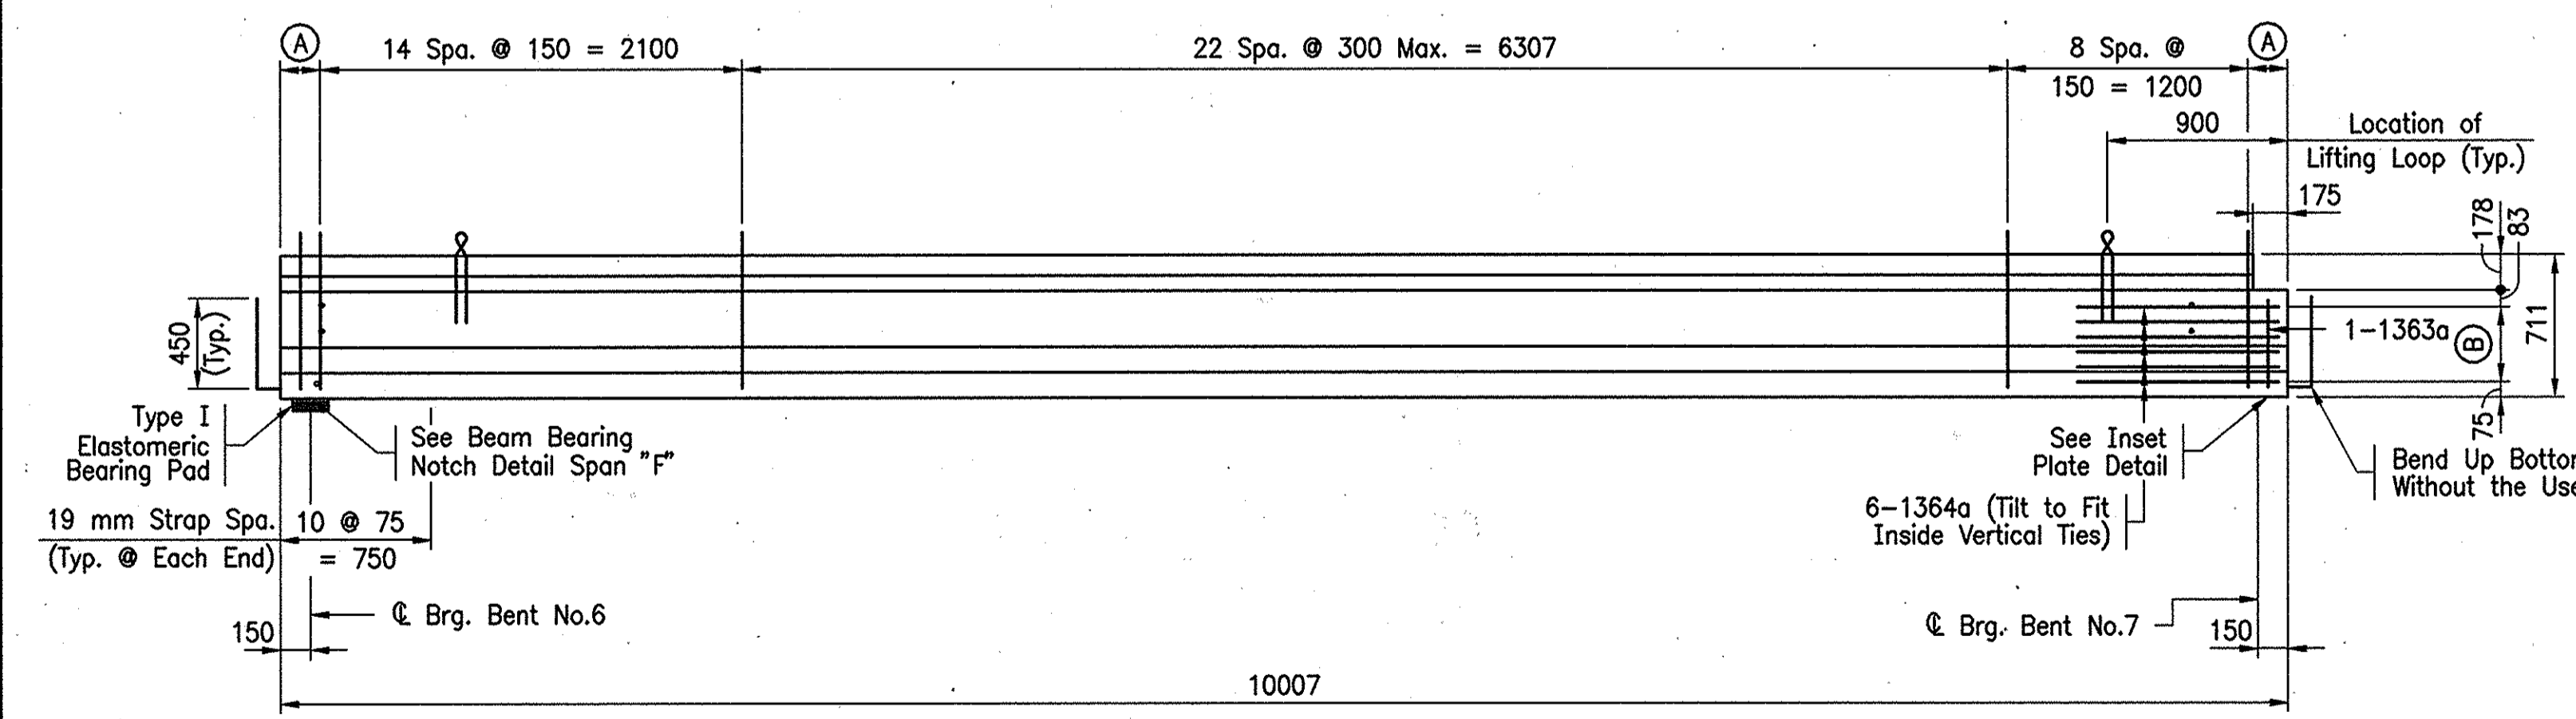 A
14 Spa. @ 150 = 2100
22 Spa. @ 300 Max. = 6307
8 Spa. @
150 = 1200
A
900
Location of
Lifting Loop (Typ.)
175
178
83
450
(Typ.)
1-1363a
B
711
75
Type I
Elastomeric
Bearing Pad
See Beam Bearing
Notch Detail Span "F"
See Inset
Plate Detail
Bend Up Bottom
Without the Use
19 mm Strap Spa.
(Typ. @ Each End)
10 @ 75
= 750
6-1364a (Tilt to Fit
Inside Vertical Ties)
℄ Brg. Bent No.6
150
℄ Brg. Bent No.7
150
10007